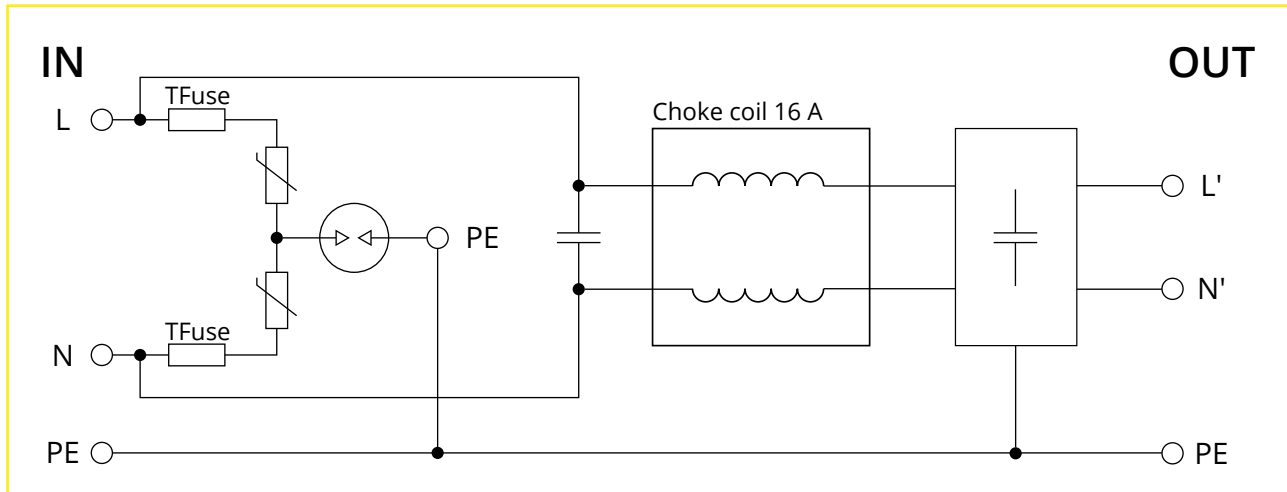 IN
OUT
TFuse
L
Choke coil 16 A
L'
PE
N'
TFuse
N
PE
PE